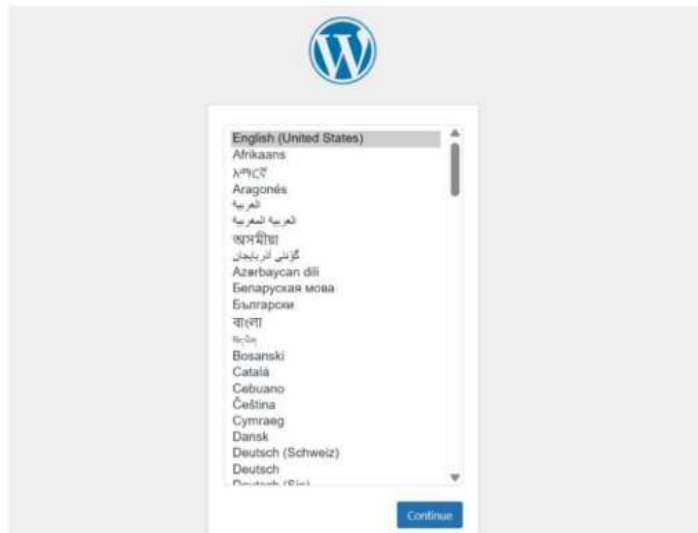 English (United States)
Afrikaans
አማርኛ
Aragonés
العربية
العربية المغربية
অসমীয়া
گؤنئی آذربایجان
Azərbaycan dili
Беларуская мова
Български
বাংলা
Bosanski
Català
Cebuano
Čeština
Cymraeg
Dansk
Deutsch (Schweiz)
Deutsch
Continue